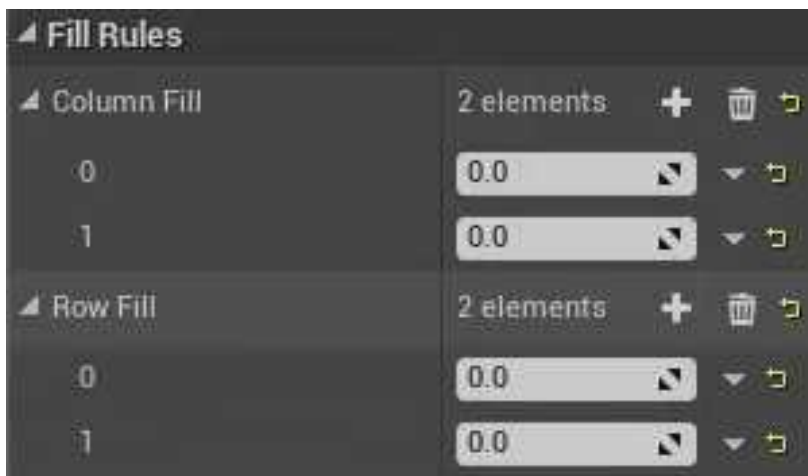 Fill Rules
Column Fill 2 elements
0 0.0
1 0.0
Row Fill 2 elements
0 0.0
1 0.0